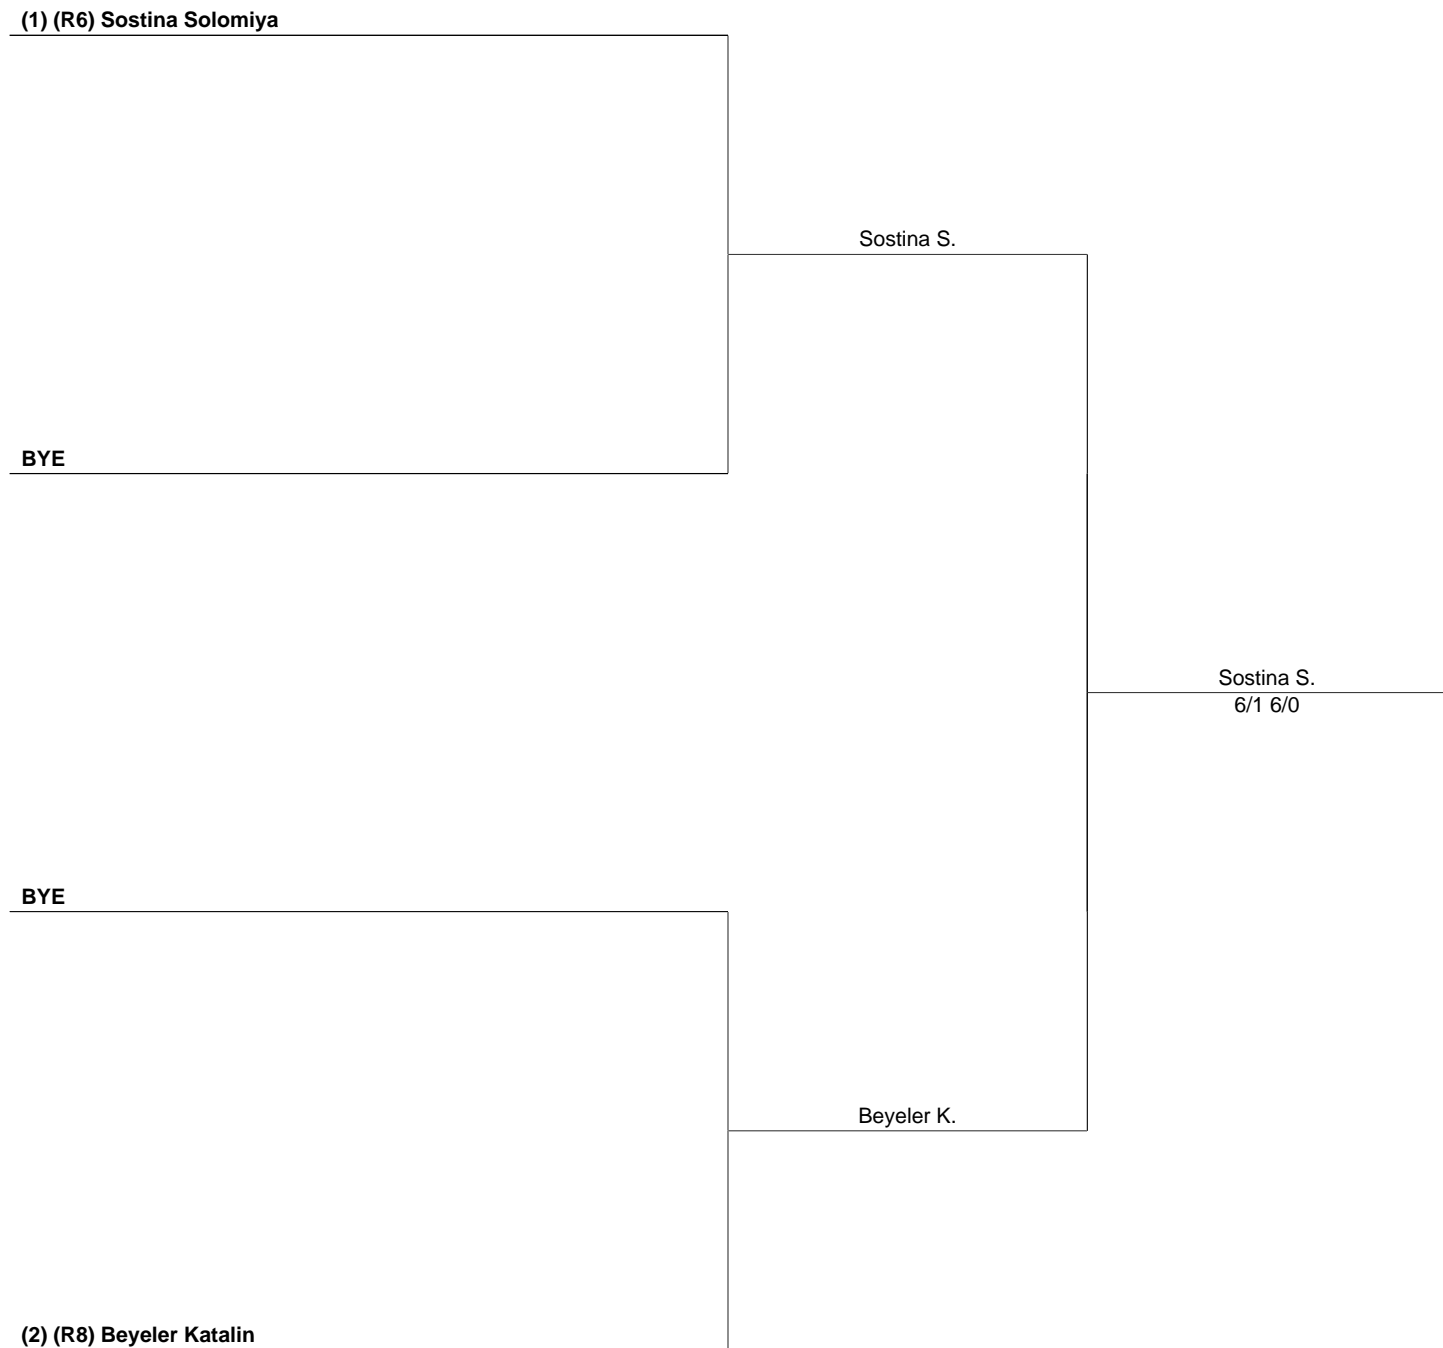 (1) (R6) Sostina Solomiya
Sostina S.
BYE
Sostina S.
6/1 6/0
BYE
Beyeler K.
(2) (R8) Beyeler Katalin